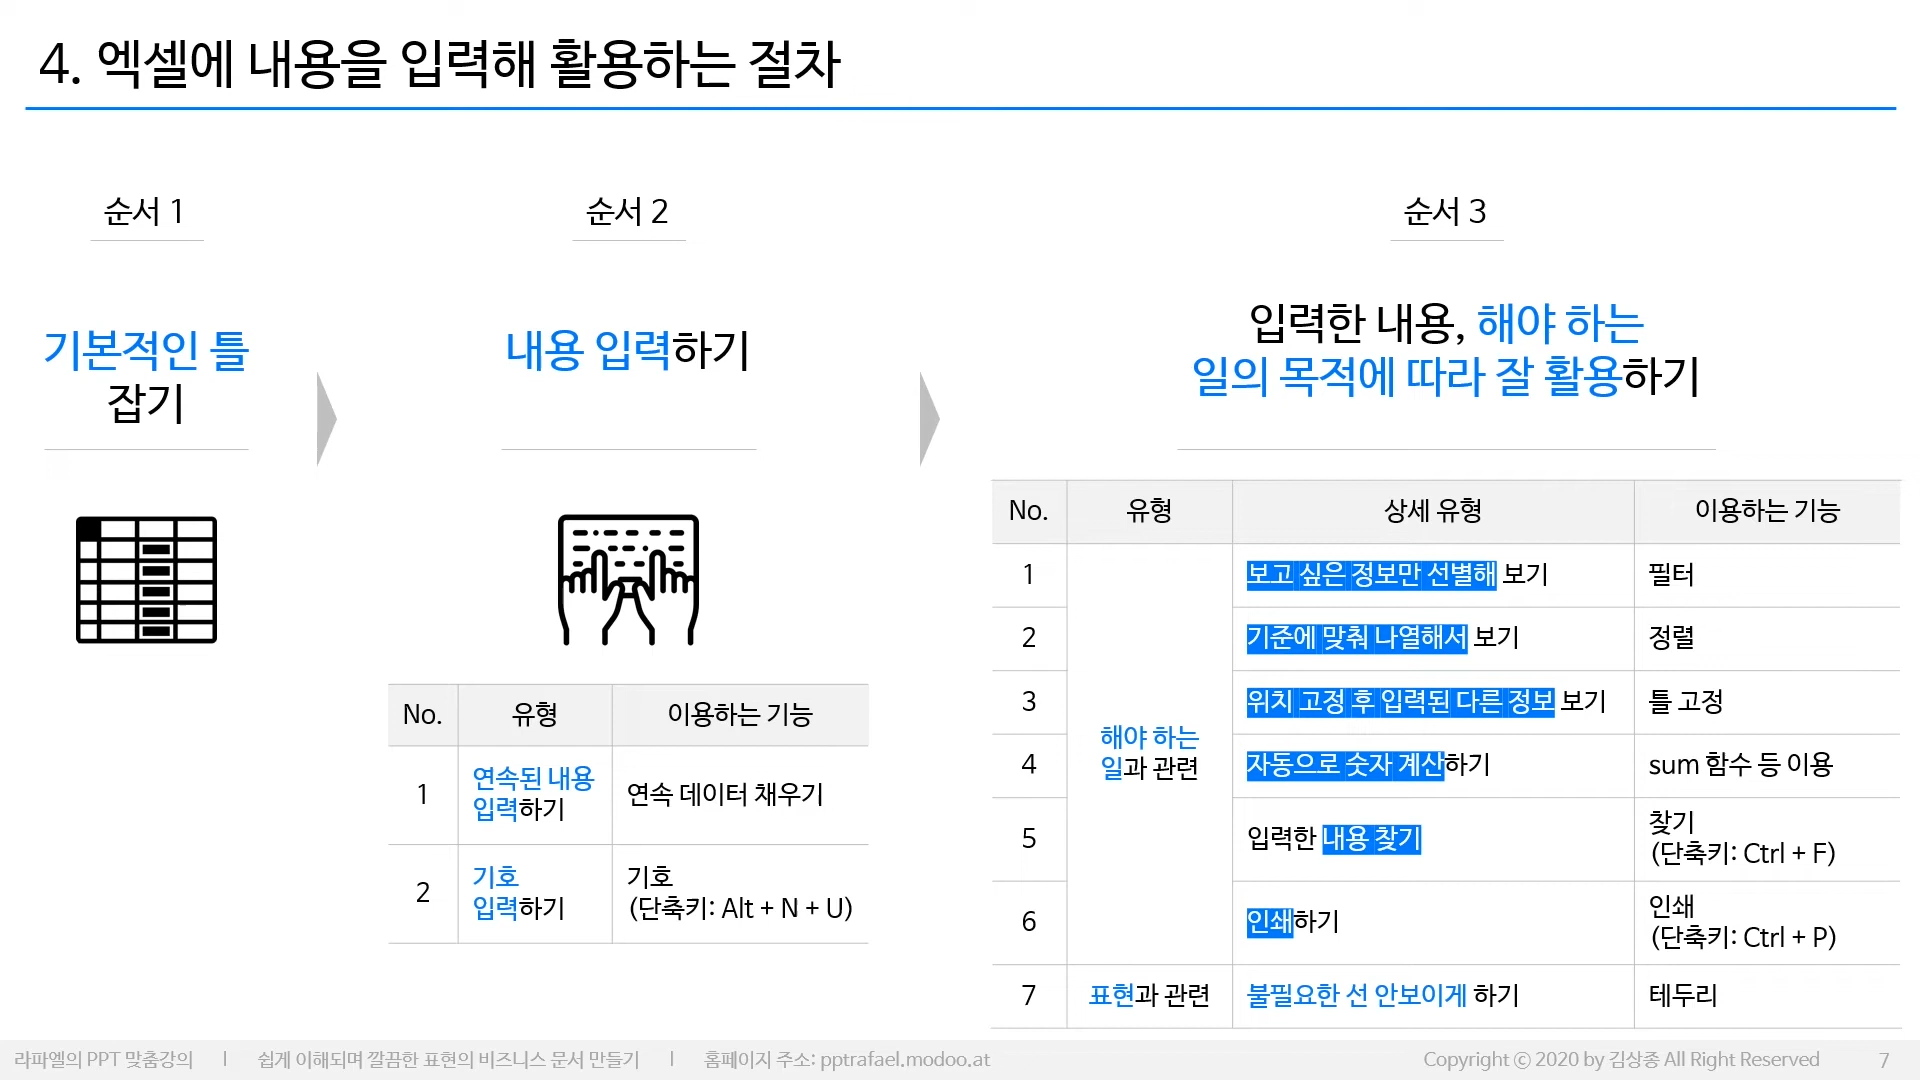 4. 엑셀에 내용을 입력해 활용하는 절차
순서 1
기본적인 틀
잡기
순서 2
내용 입력하기
No. 유형 이용하는 기능
1 연속된 내용 입력하기 연속 데이터 채우기
2 기호 입력하기 기호 (단축키: Alt + N + U)
순서 3
입력한 내용, 해야 하는
일의 목적에 따라 잘 활용하기
No. 유형 상세 유형 이용하는 기능
해야 하는
일과 관련
1 보고 싶은 정보만 선별해 보기 필터
2 기준에 맞춰 나열해서 보기 정렬
3 위치 고정 후 입력된 다른 정보 보기 틀 고정
4 자동으로 숫자 계산하기 sum 함수 등 이용
5 입력한 내용 찾기 찾기 (단축키: Ctrl + F)
6 인쇄하기 인쇄 (단축키: Ctrl + P)
7 표현과 관련 불필요한 선 안보이게 하기 테두리
라파엘의 PPT 맞춤강의 | 쉽게 이해되며 깔끔한 표현의 비즈니스 문서 만들기 | 홈페이지 주소: pptrafael.modoo.at Copyright ⓒ 2020 by 김상종 All Right Reserved 7